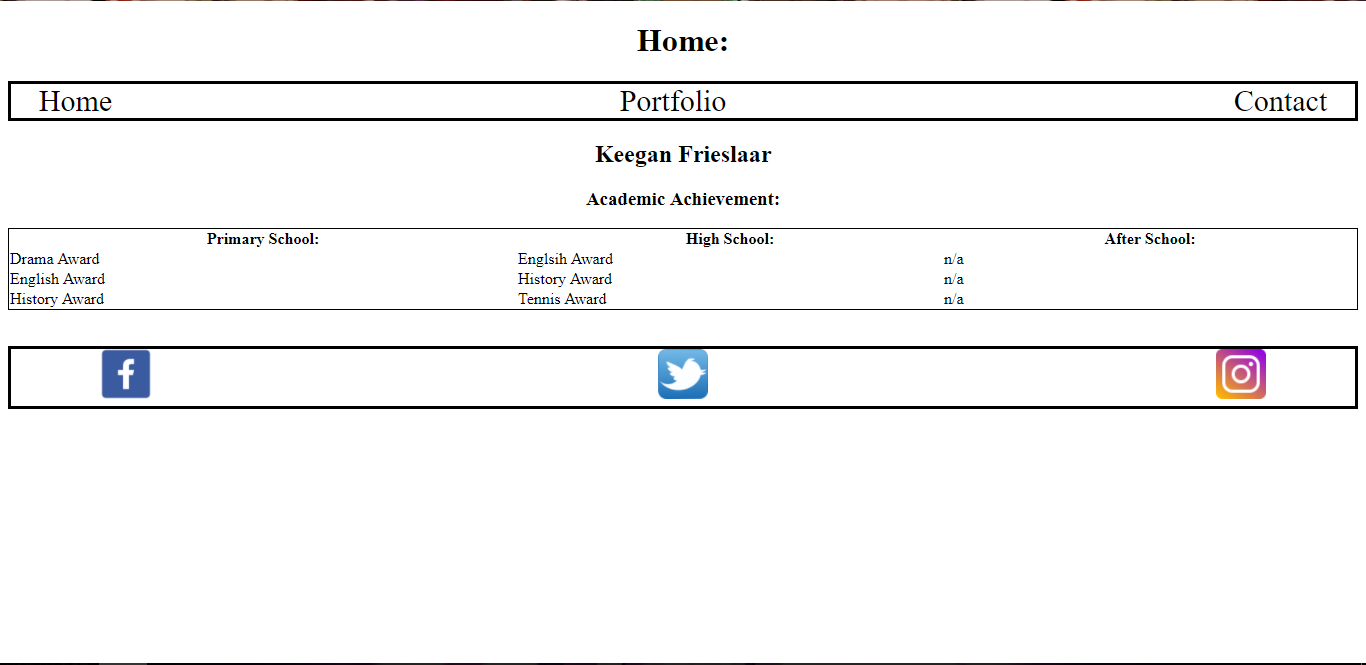 Home:
Home Portfolio Contact
Keegan Frieslaar
Academic Achievement:
Primary School: High School: After School:
Drama Award Englsih Award n/a
English Award History Award n/a
History Award Tennis Award n/a